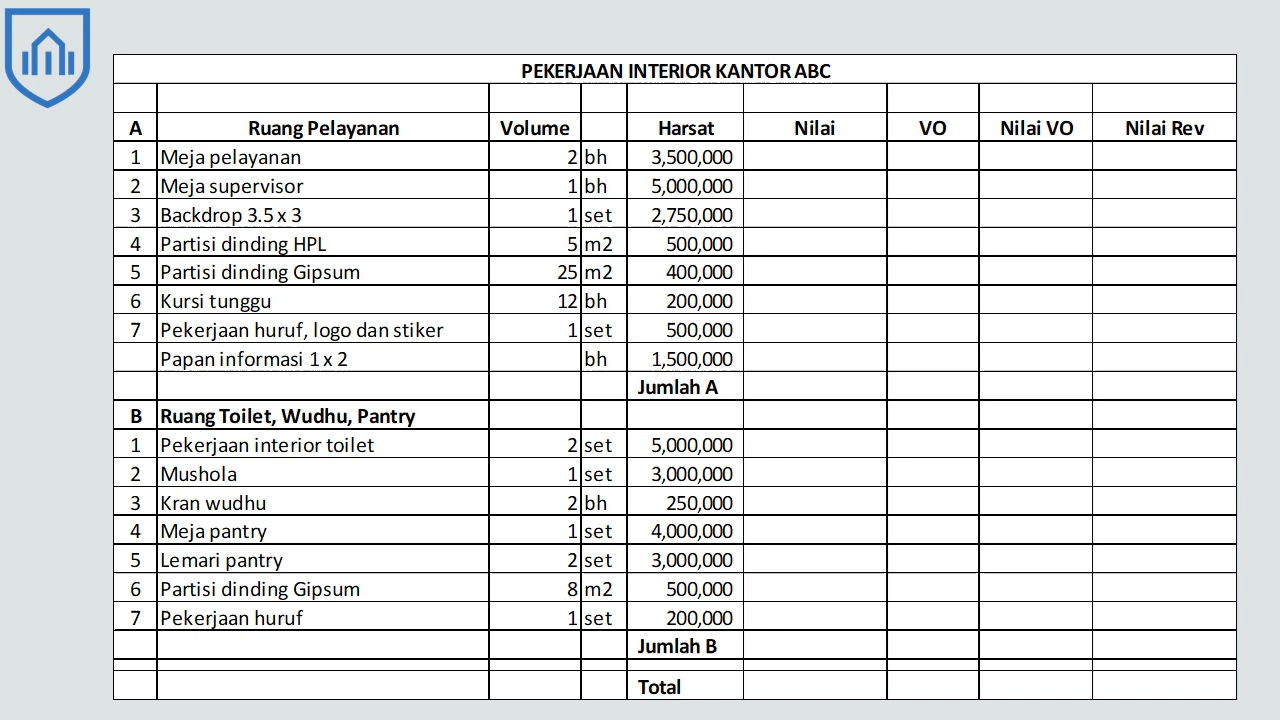 PEKERJAAN INTERIOR KANTOR ABC
A Ruang Pelayanan Volume Harsat Nilai VO Nilai VO Nilai Rev
1 Meja pelayanan 2 bh 3,500,000
2 Meja supervisor 1 bh 5,000,000
3 Backdrop 3.5 x 3 1 set 2,750,000
4 Partisi dinding HPL 5 m2 500,000
5 Partisi dinding Gipsum 25 m2 400,000
6 Kursi tunggu 12 bh 200,000
7 Pekerjaan huruf, logo dan stiker 1 set 500,000
Papan informasi 1 x 2 bh 1,500,000
Jumlah A
B Ruang Toilet, Wudhu, Pantry
1 Pekerjaan interior toilet 2 set 5,000,000
2 Mushola 1 set 3,000,000
3 Kran wudhu 2 bh 250,000
4 Meja pantry 1 set 4,000,000
5 Lemari pantry 2 set 3,000,000
6 Partisi dinding Gipsum 8 m2 500,000
7 Pekerjaan huruf 1 set 200,000
Jumlah B
Total